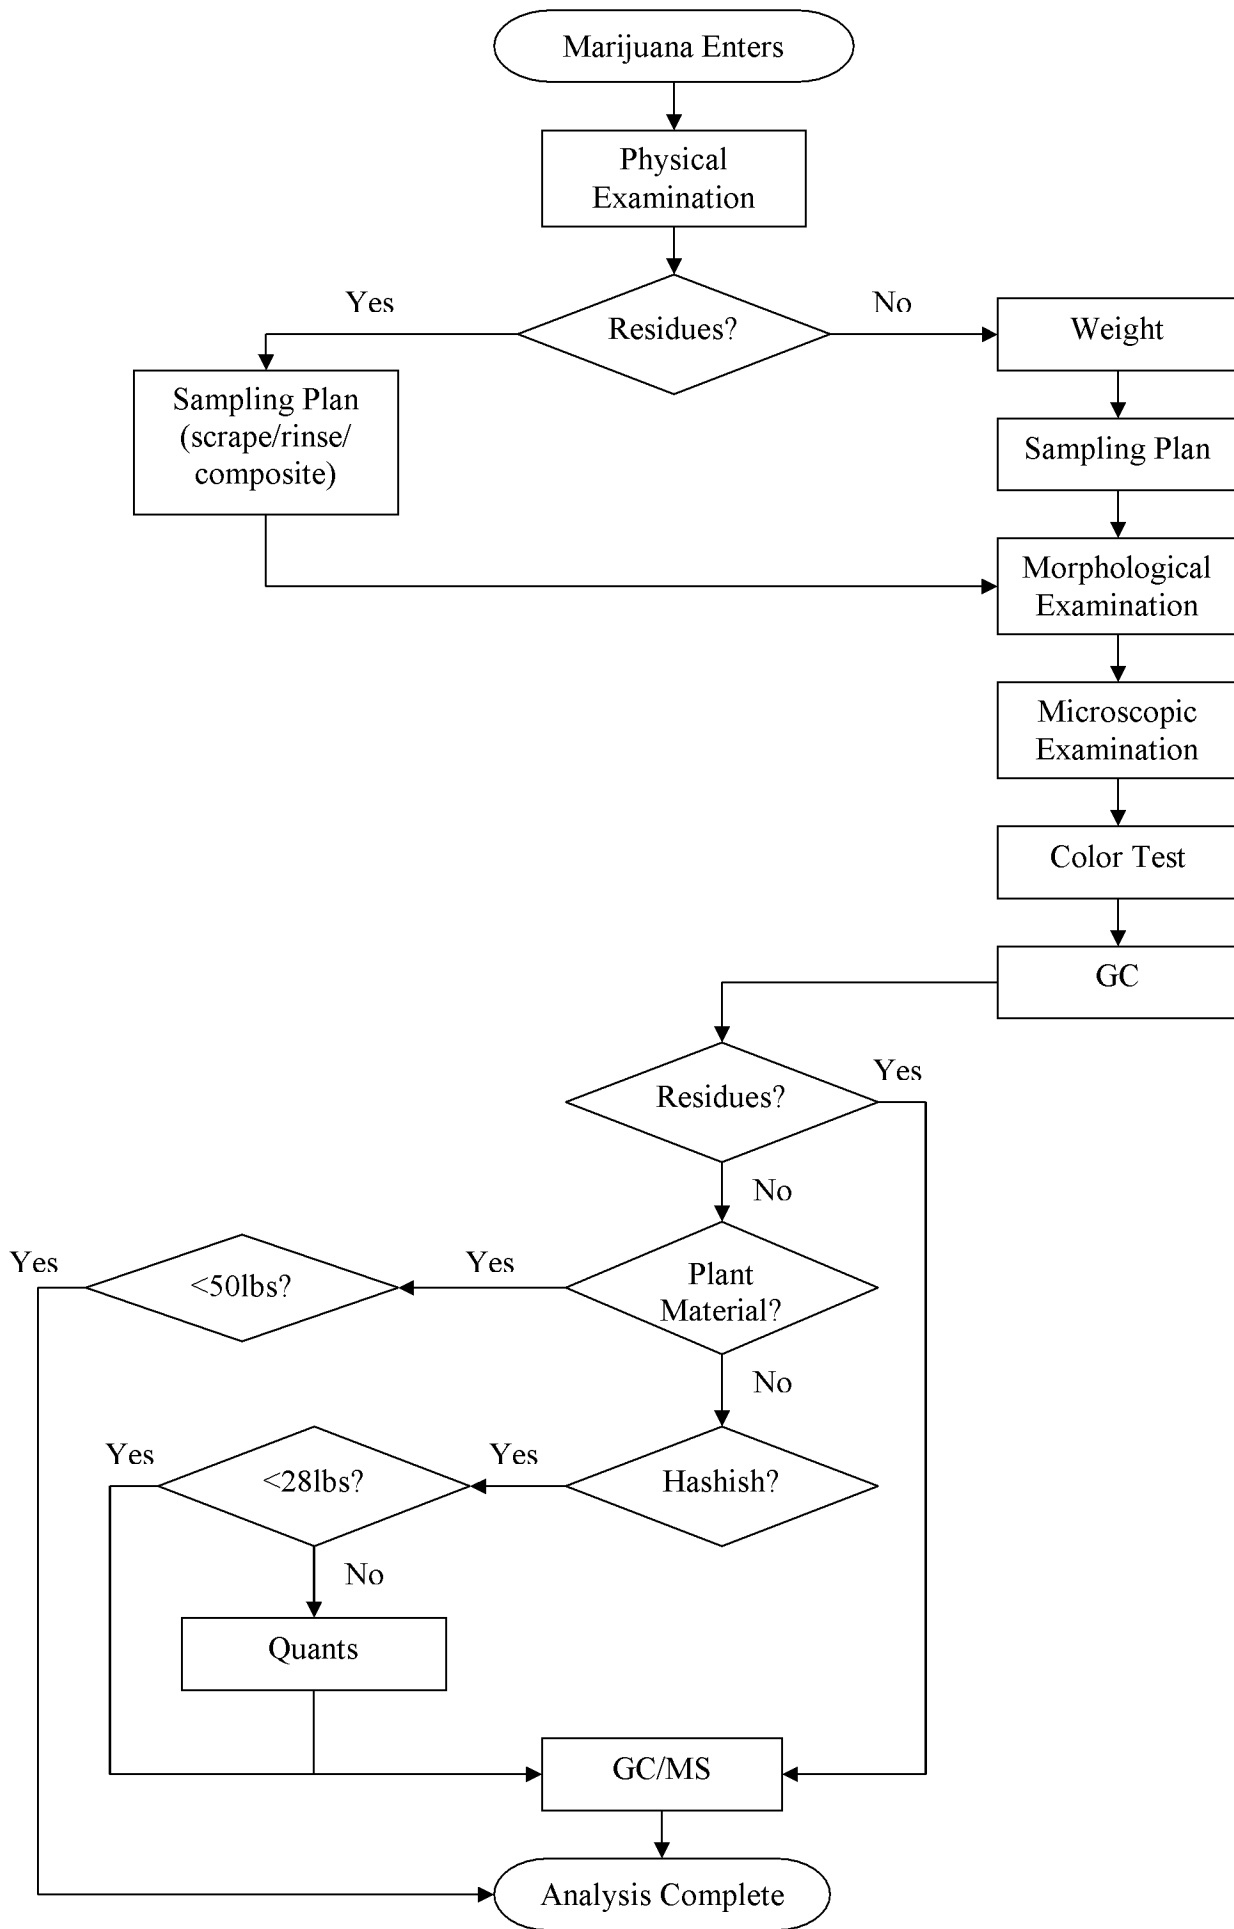 Marijuana Enters
Physical
Examination
Yes
Residues?
No
Weight
Sampling Plan
(scrape/rinse/
composite)
Sampling Plan
Morphological
Examination
Microscopic
Examination
Color Test
GC
Residues?
Yes
No
Yes
<50lbs?
Yes
Plant
Material?
No
Yes
<28lbs?
Yes
Hashish?
No
Quants
GC/MS
Analysis Complete